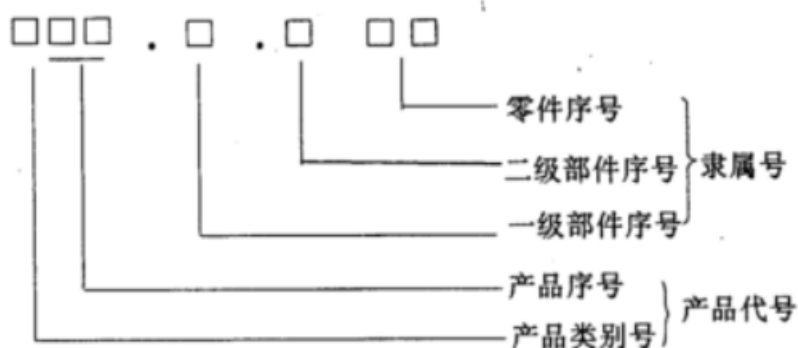 □□□ . □ . □ □□
零件序号
二级部件序号
隶属号
一级部件序号
产品序号
产品代号
产品类别号